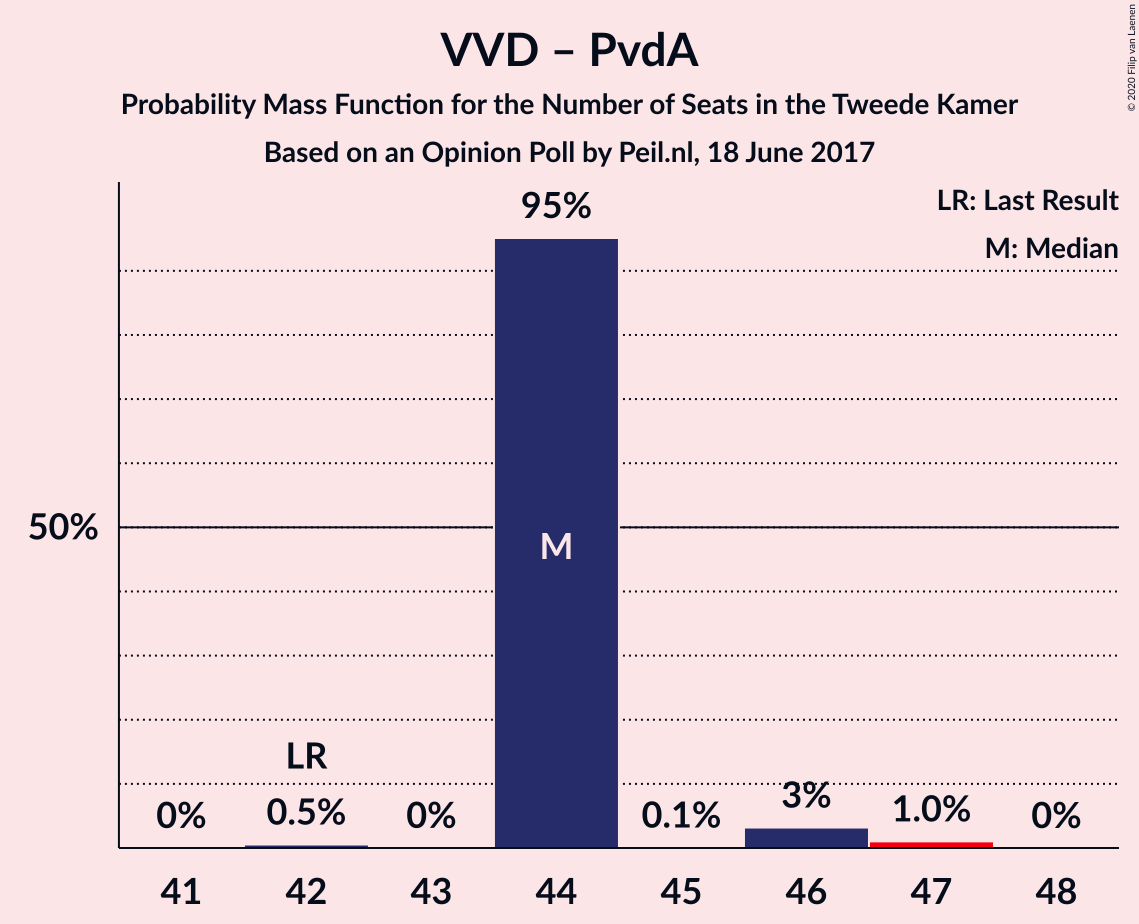 VVD – PvdA
Probability Mass Function for the Number of Seats in the Tweede Kamer
Based on an Opinion Poll by Peil.nl, 18 June 2017
© 2020 Filip van Laenen
LR: Last Result
M: Median
95%
50%
M
LR
0%
0.5%
0%
0.1%
3%
1.0%
0%
41 42 43 44 45 46 47 48